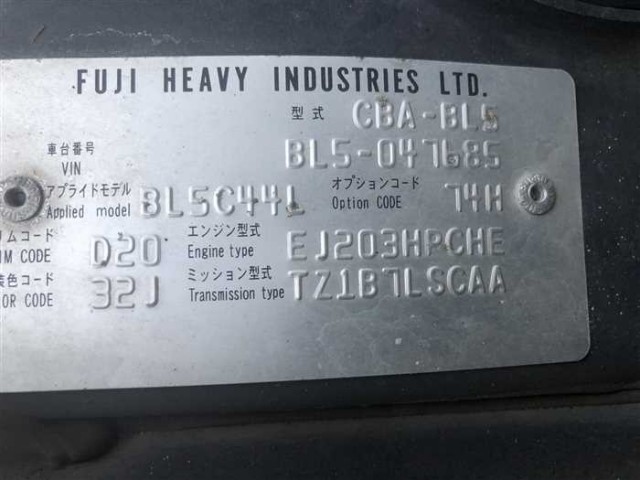 FUJI HEAVY INDUSTRIES LTD.
型式 CBA-BL5
車台番号
VIN BL5-047685
アプライドモデル オプションコード
Applied model BL5C44L Option CODE 74H
リムコード エンジン型式
IM CODE D20 Engine type EJ203HPCHE
装色コード ミッション型式
OR CODE 32J Transmission type TZ1B7LSCAA